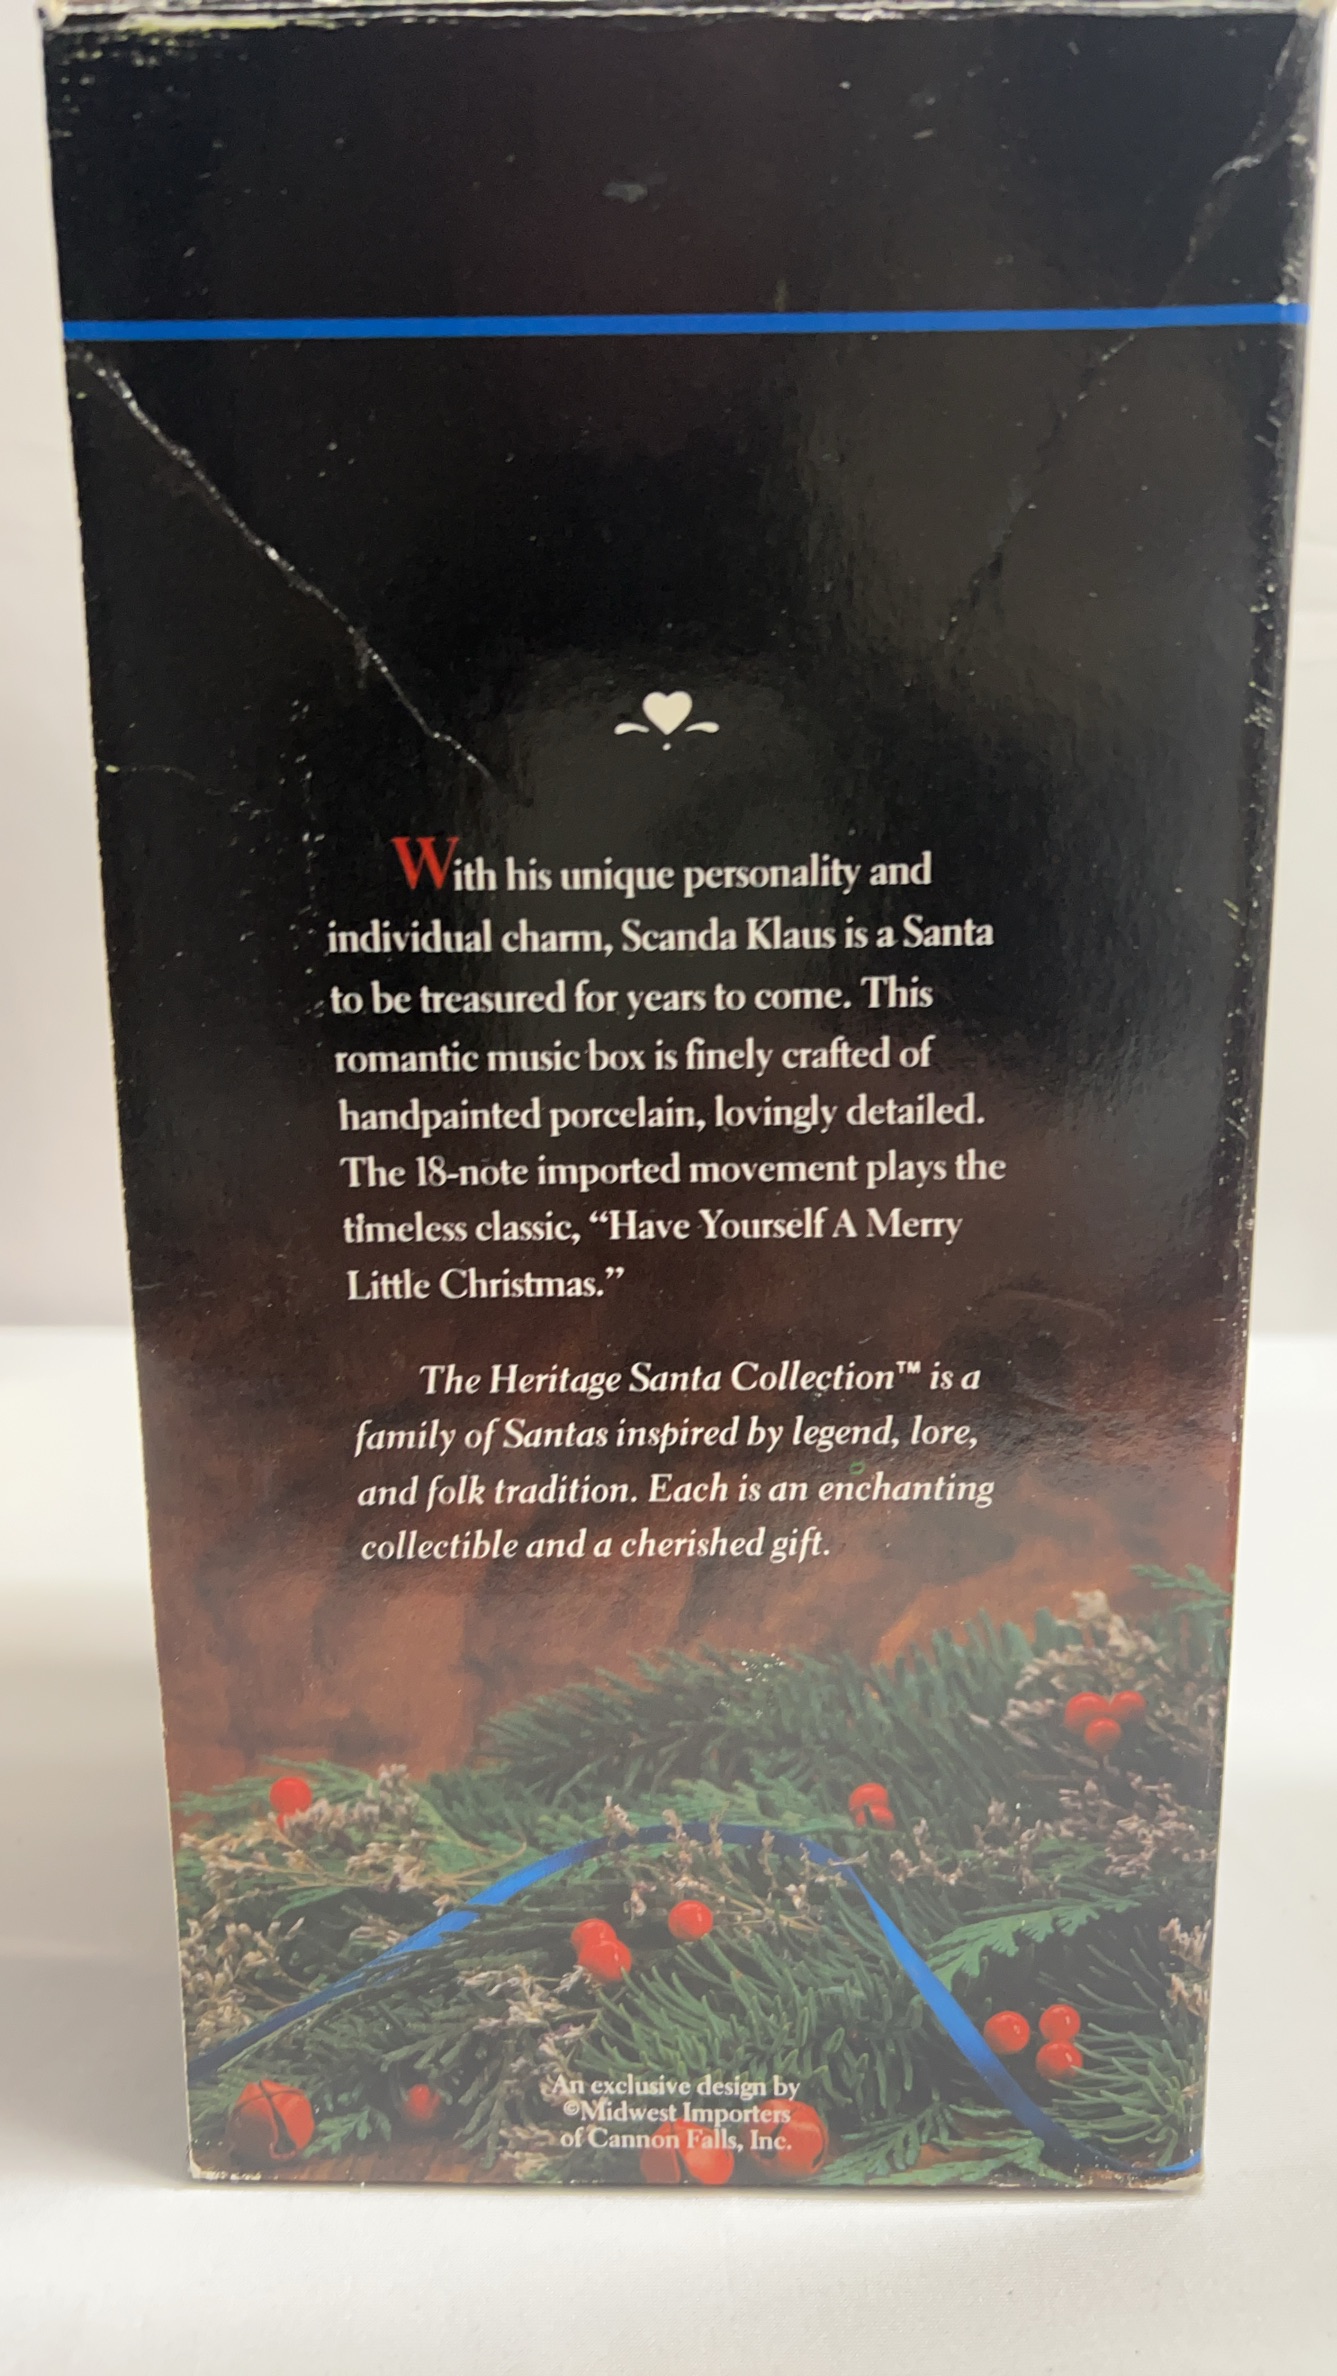 With his unique personality and
individual charm, Scanda Klaus is a Santa
to be treasured for years to come. This
romantic music box is finely crafted of
handpainted porcelain, lovingly detailed.
The 18-note imported movement plays the
timeless classic, “Have Yourself A Merry
Little Christmas.”
The Heritage Santa Collection™ is a
family of Santas inspired by legend, lore,
and folk tradition. Each is an enchanting
collectible and a cherished gift.
An exclusive design by
©Midwest Importers
of Cannon Falls, Inc.